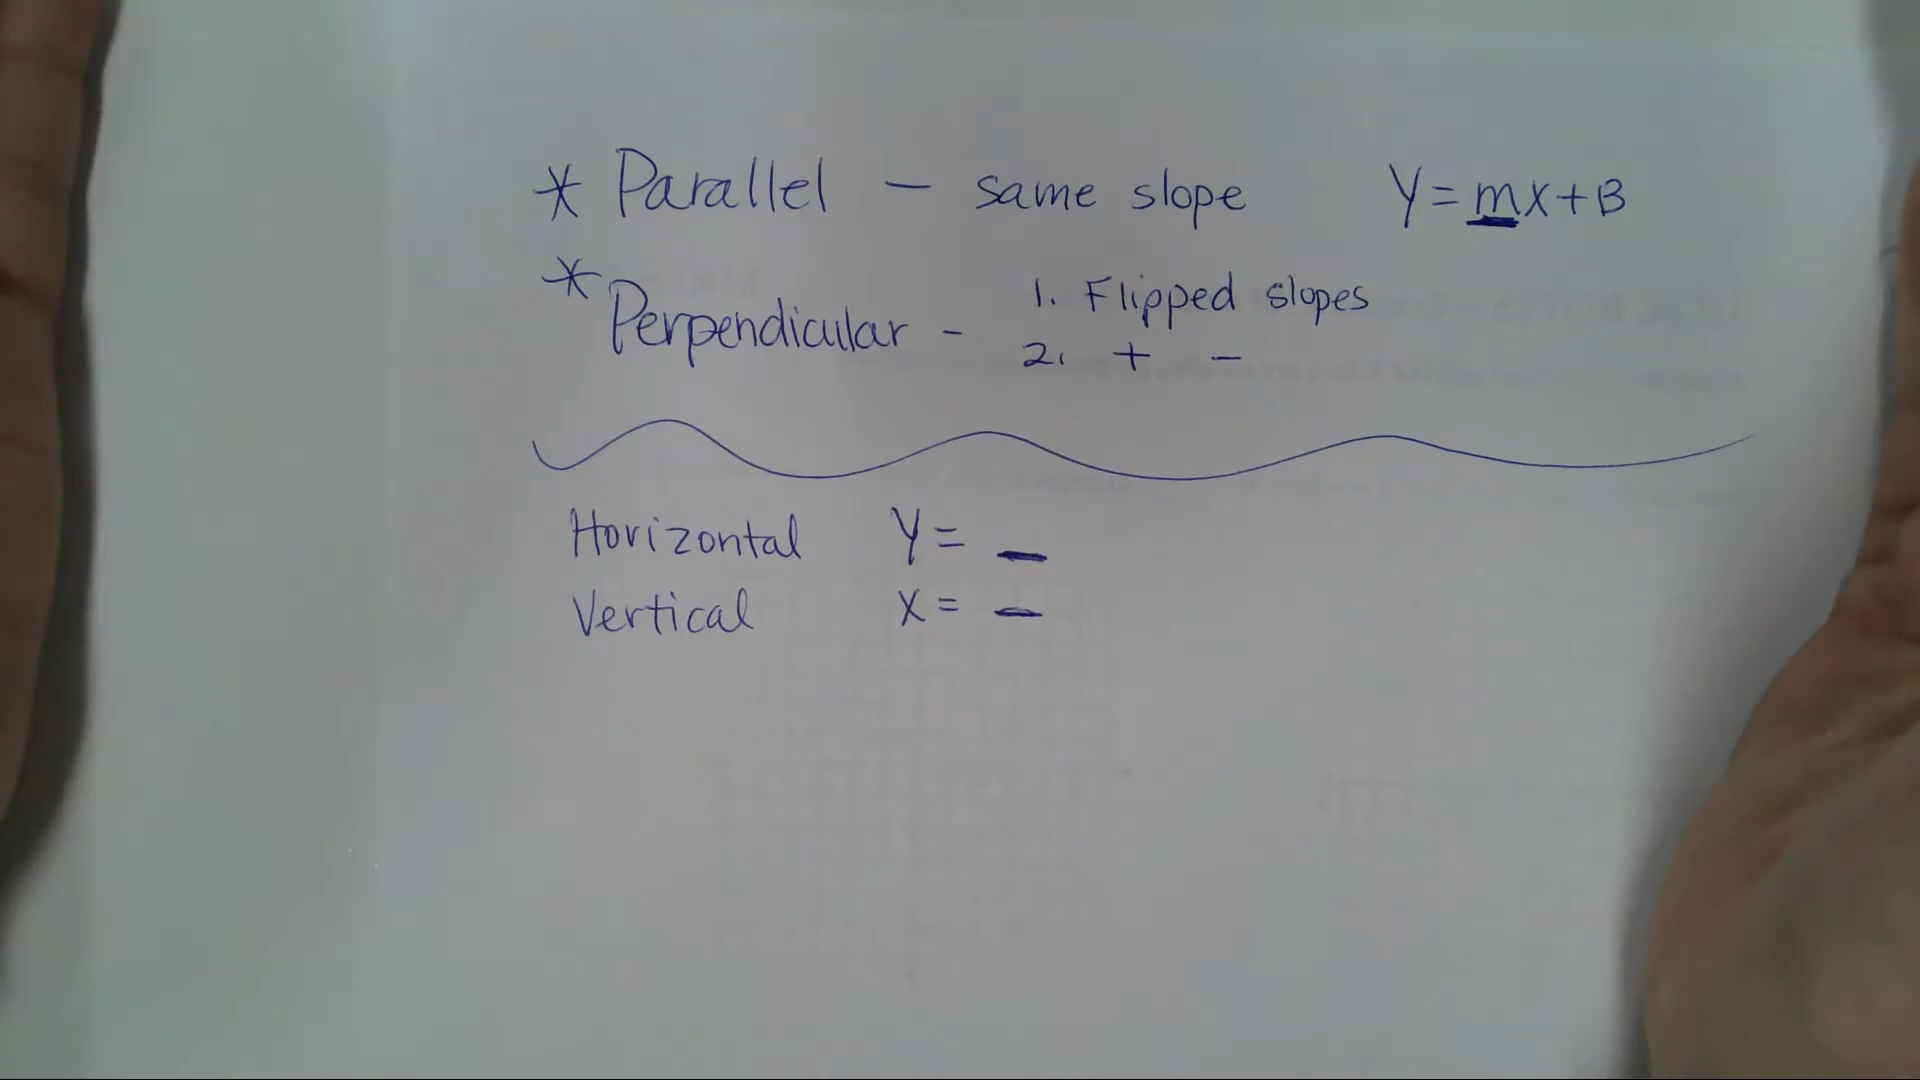 * Parallel — same slope Y = mx + B
* Perpendicular - 1. Flipped slopes
2. + −
Horizontal Y = _
Vertical X = _